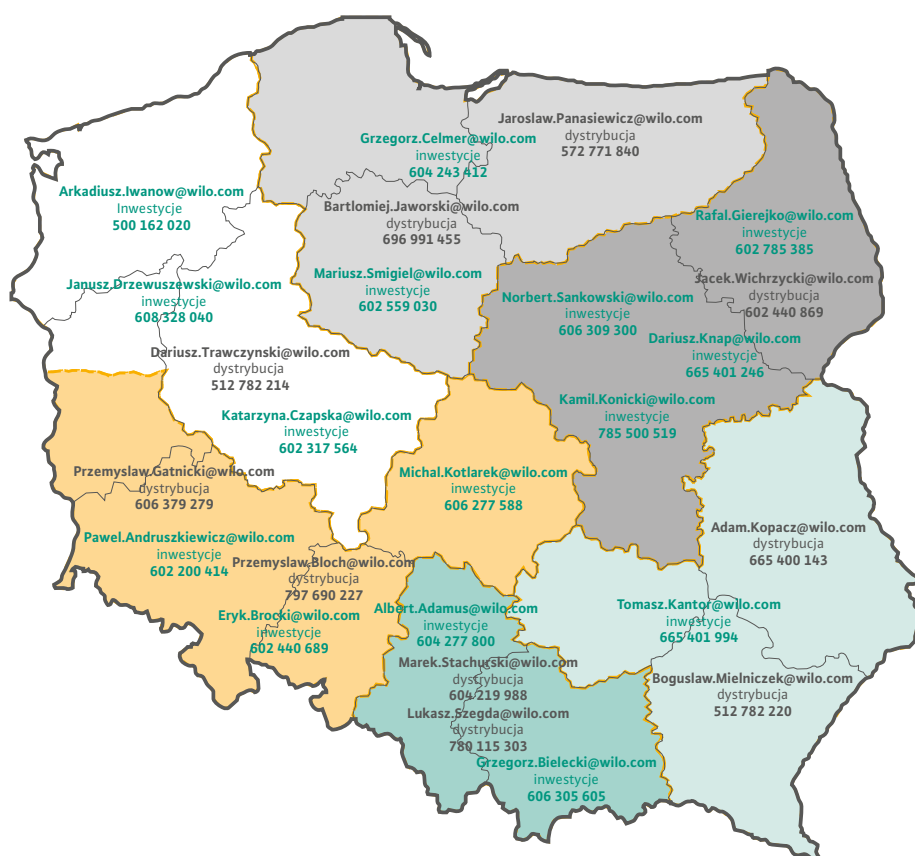 Jaroslaw.Panasiewicz@wilo.com
dystrybucja
572 771 840
Grzegorz.Celmer@wilo.com
inwestycje
604 243 412
Arkadiusz.Iwanow@wilo.com
Inwestycje
500 162 020
Bartlomiej.Jaworski@wilo.com
dystrybucja
696 991 455
Rafal.Gierejko@wilo.com
inwestycje
602 785 385
Janusz.Drzewuszewski@wilo.com
inwestycje
608 328 040
Mariusz.Smigiel@wilo.com
inwestycje
602 559 030
Norbert.Sankowski@wilo.com
inwestycje
606 309 300
Jacek.Wichrzycki@wilo.com
dystrybucja
602 440 869
Dariusz.Knap@wilo.com
inwestycje
665 401 246
Dariusz.Trawczynski@wilo.com
dystrybucja
512 782 214
Katarzyna.Czapska@wilo.com
inwestycje
602 317 564
Kamil.Konicki@wilo.com
inwestycje
785 500 519
Przemyslaw.Gatnicki@wilo.com
dystrybucja
606 379 279
Michal.Kotlarek@wilo.com
inwestycje
606 277 588
Adam.Kopacz@wilo.com
dystrybucja
665 400 143
Pawel.Andruszkiewicz@wilo.com
inwestycje
602 200 414
Przemyslaw.Bloch@wilo.com
dystrybucja
797 690 227
Eryk.Brocki@wilo.com
inwestycje
602 440 689
Albert.Adamus@wilo.com
inwestycje
604 277 800
Tomasz.Kantor@wilo.com
inwestycje
665 401 994
Marek.Stachurski@wilo.com
dystrybucja
604 219 988
Boguslaw.Mielniczek@wilo.com
dystrybucja
512 782 220
Lukasz.Szegda@wilo.com
dystrybucja
780 115 303
Grzegorz.Bielecki@wilo.com
inwestycje
606 305 605